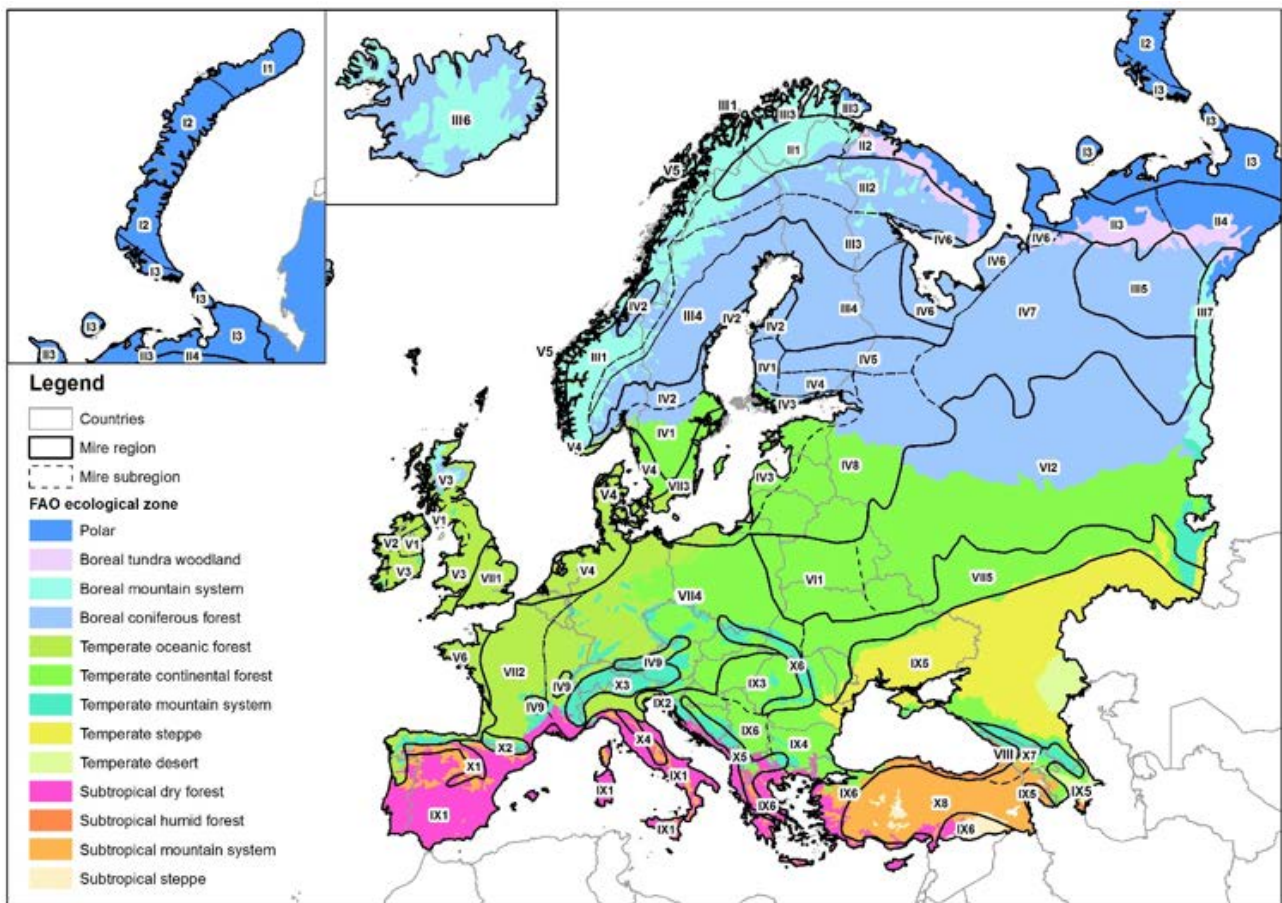 I1
I2
I2
I3
I3
I3
I3
II3
II3
II4
I3
III6
I2
I3
I3
I3
I3
III1
III3
III3
II1
II2
V5
III2
II3
II4
III3
IV6
IV6
IV6
III5
IV2
III4
IV2
IV2
III4
IV6
IV7
III7
V5
III1
IV1
IV5
IV4
IV2
IV3
V4
IV1
VI2
V3
V4
VII3
IV3
IV8
V4
V1
V2
V1
V3
V3
VII1
V4
VI1
VII5
VII4
V6
VII2
IV9
IV9
X3
IV9
IX2
IX3
X6
IX5
X2
X4
IX6
IX4
X5
X1
IX1
IX1
IX1
IX1
IX6
IX6
VIII
X7
IX5
IX5
X8
IX6
Legend
Countries
Mire region
Mire subregion
FAO ecological zone
Polar
Boreal tundra woodland
Boreal mountain system
Boreal coniferous forest
Temperate oceanic forest
Temperate continental forest
Temperate mountain system
Temperate steppe
Temperate desert
Subtropical dry forest
Subtropical humid forest
Subtropical mountain system
Subtropical steppe